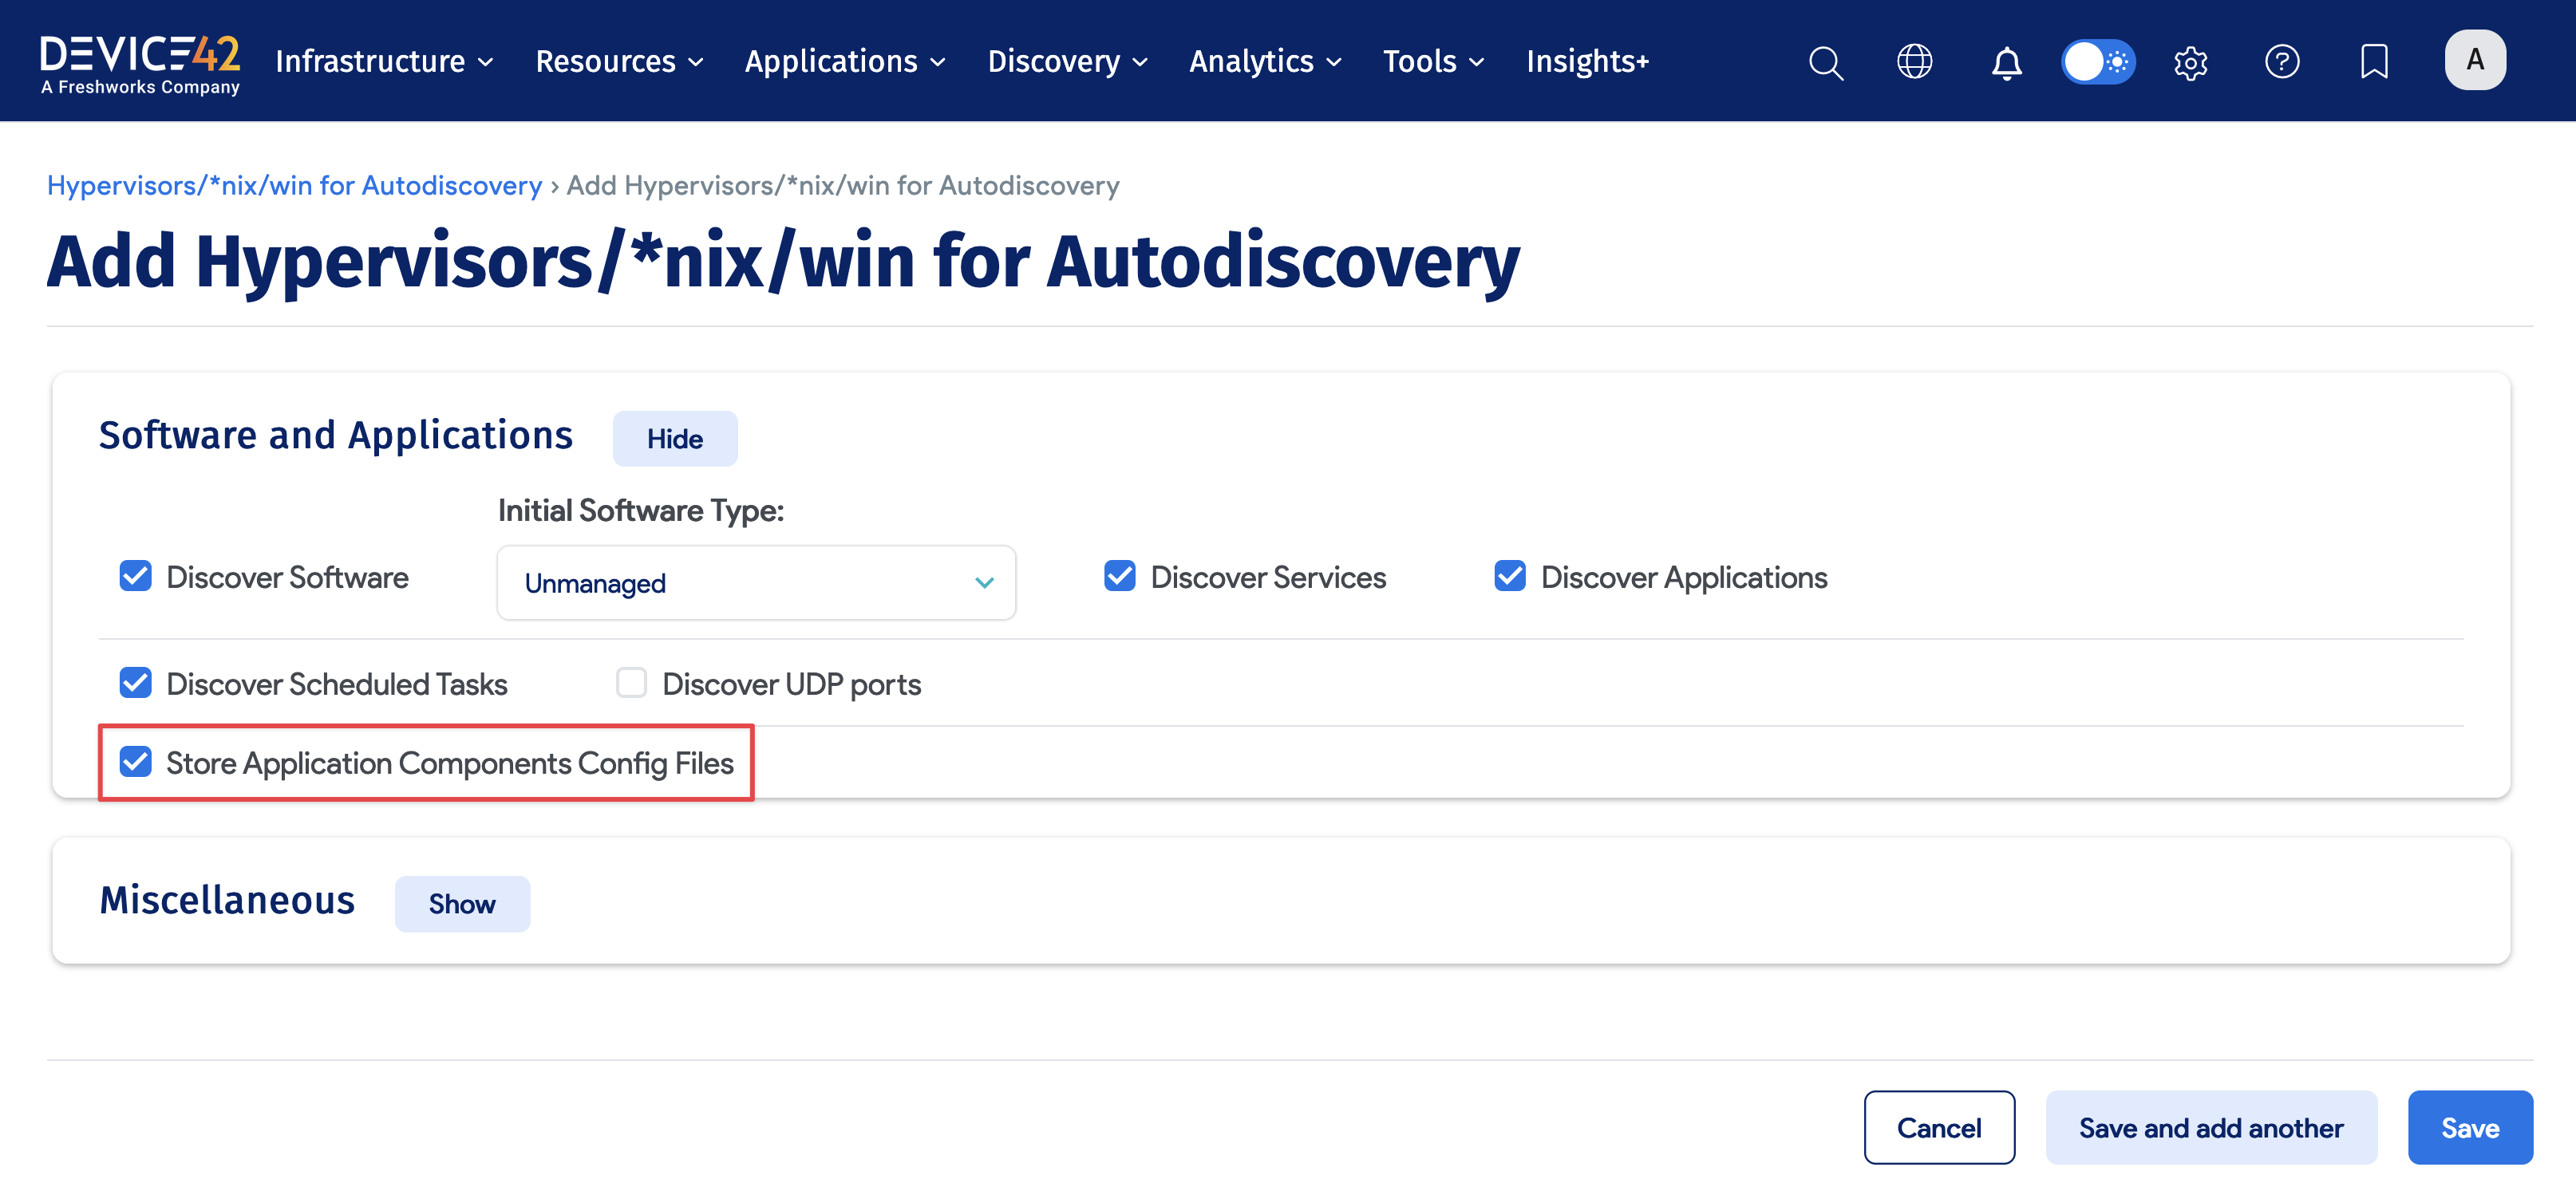 DEVICE42
A Freshworks Company
Infrastructure Resources Applications Discovery Analytics Tools Insights+
A
Hypervisors/*nix/win for Autodiscovery › Add Hypervisors/*nix/win for Autodiscovery
Add Hypervisors/*nix/win for Autodiscovery
Software and Applications Hide
Initial Software Type:
Discover Software Unmanaged Discover Services Discover Applications
Discover Scheduled Tasks Discover UDP ports
Store Application Components Config Files
Miscellaneous Show
Cancel Save and add another Save